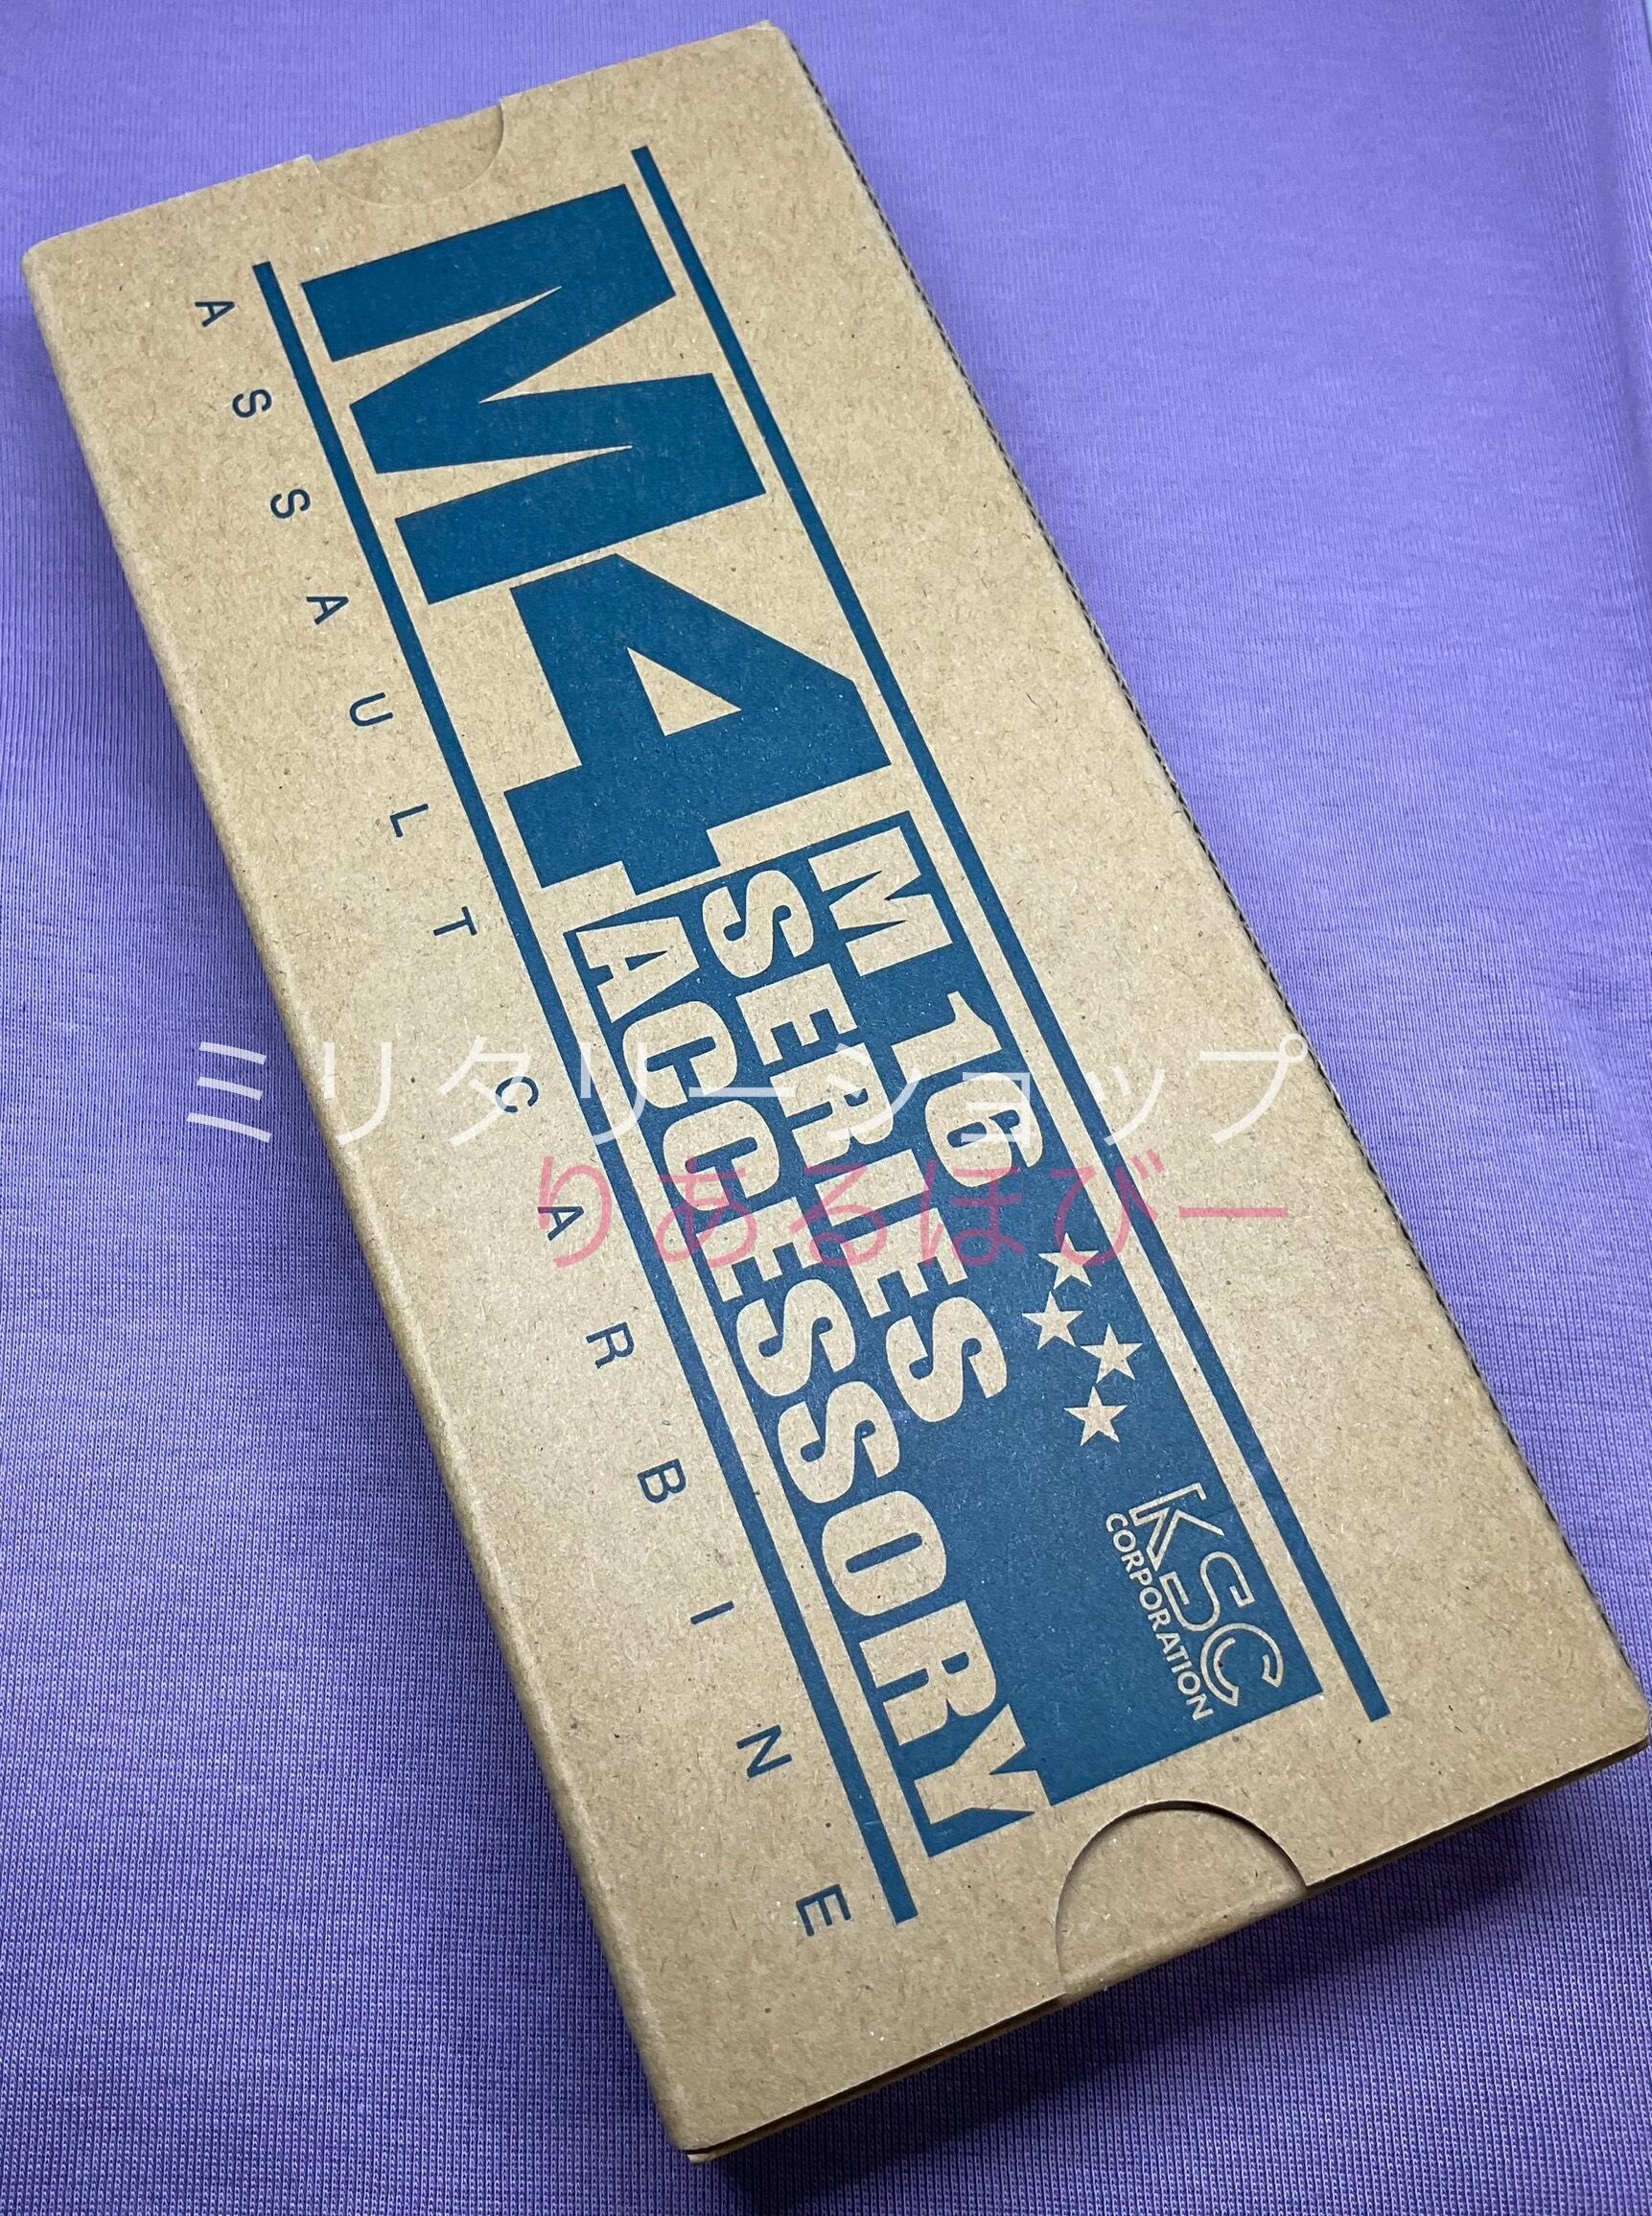 M4
M16 ★★★★
SERIES
ACCESSORY
KSC
CORPORATION
ASSAULT CARBINE
ミリタリーショップ
りあるほびー